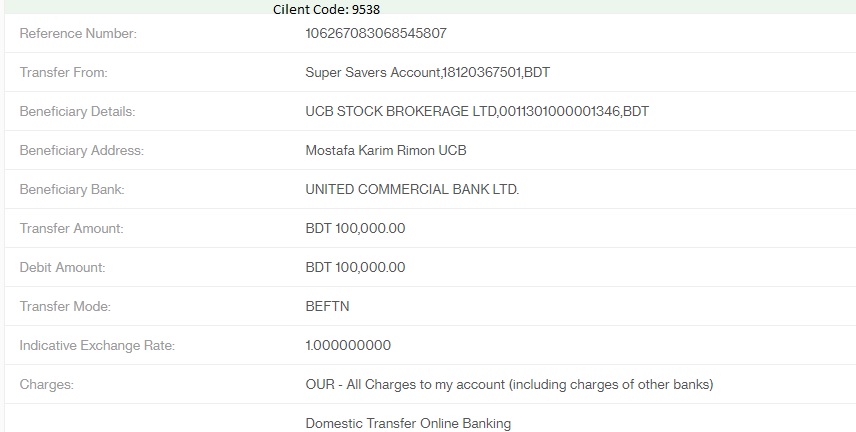 Cilent Code: 9538
Reference Number: 106267083068545807
Transfer From: Super Savers Account,18120367501,BDT
Beneficiary Details: UCB STOCK BROKERAGE LTD,0011301000001346,BDT
Beneficiary Address: Mostafa Karim Rimon UCB
Beneficiary Bank: UNITED COMMERCIAL BANK LTD.
Transfer Amount: BDT 100,000.00
Debit Amount: BDT 100,000.00
Transfer Mode: BEFTN
Indicative Exchange Rate: 1.000000000
Charges: OUR - All Charges to my account (including charges of other banks)
Domestic Transfer Online Banking